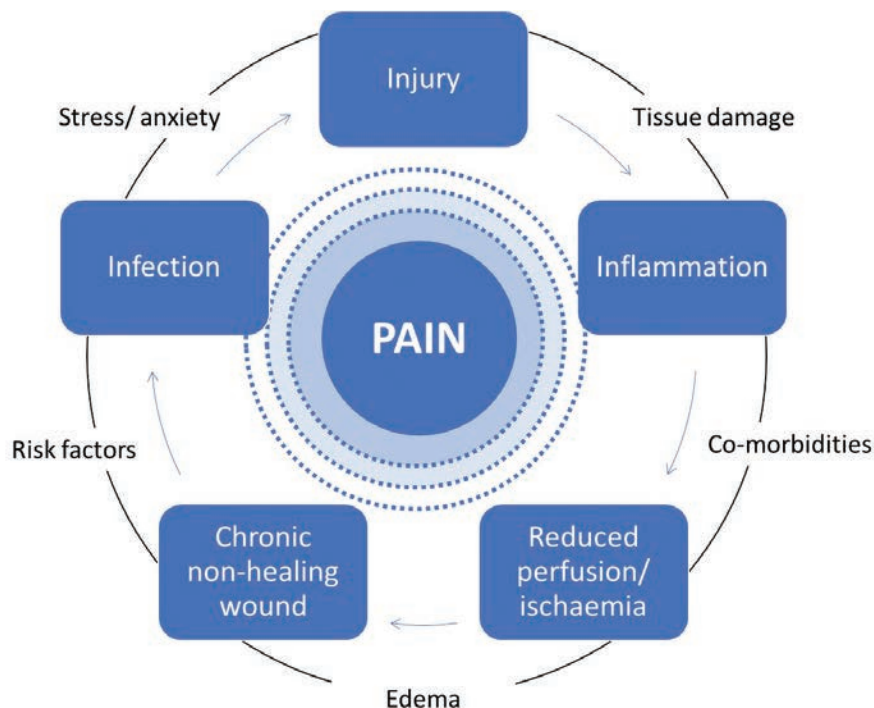 Injury
Stress/ anxiety
Tissue damage
Infection
Inflammation
PAIN
Risk factors
Co-morbidities
Chronic
non-healing
wound
Reduced
perfusion/
ischaemia
Edema